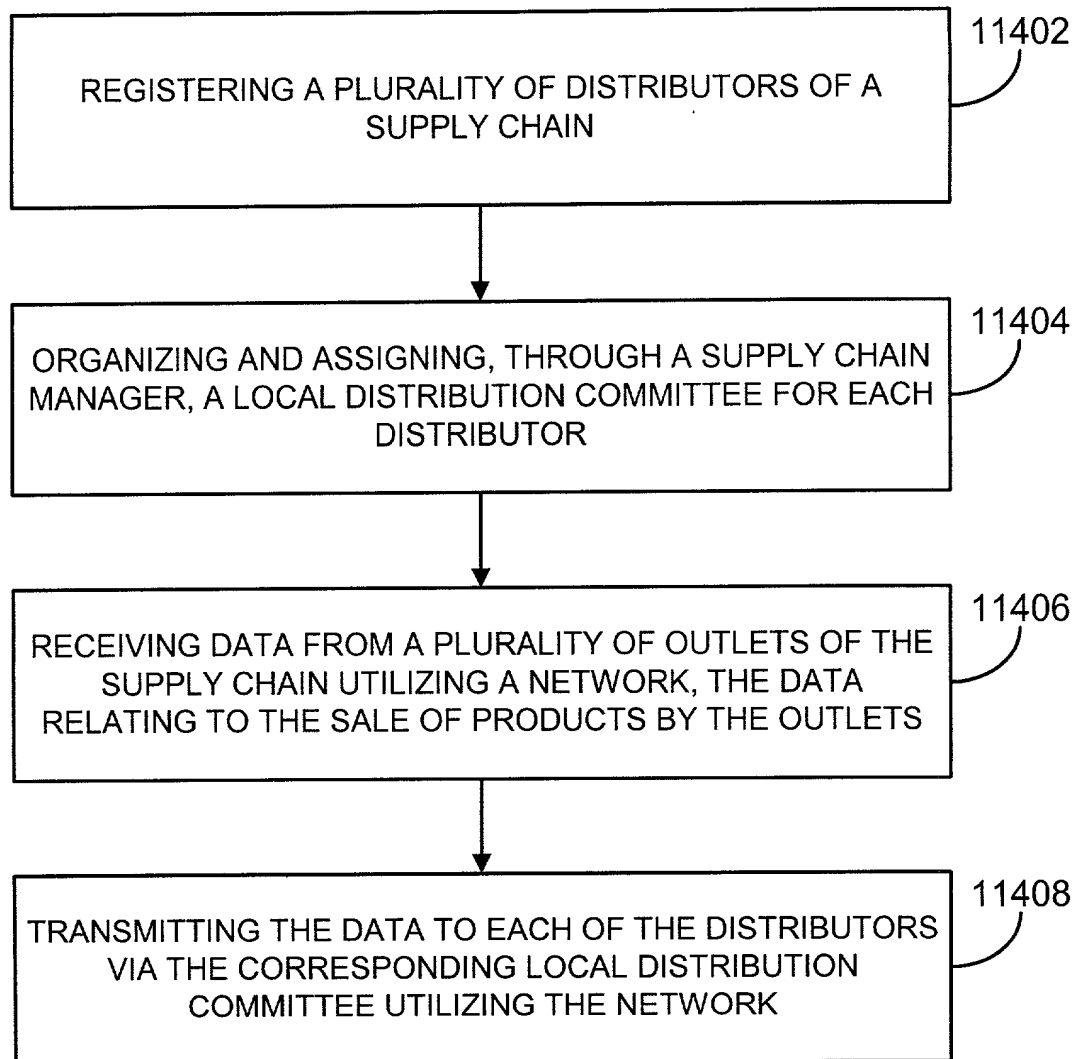 11402
REGISTERING A PLURALITY OF DISTRIBUTORS OF A
SUPPLY CHAIN
11404
ORGANIZING AND ASSIGNING, THROUGH A SUPPLY CHAIN
MANAGER, A LOCAL DISTRIBUTION COMMITTEE FOR EACH
DISTRIBUTOR
11406
RECEIVING DATA FROM A PLURALITY OF OUTLETS OF THE
SUPPLY CHAIN UTILIZING A NETWORK, THE DATA
RELATING TO THE SALE OF PRODUCTS BY THE OUTLETS
11408
TRANSMITTING THE DATA TO EACH OF THE DISTRIBUTORS
VIA THE CORRESPONDING LOCAL DISTRIBUTION
COMMITTEE UTILIZING THE NETWORK